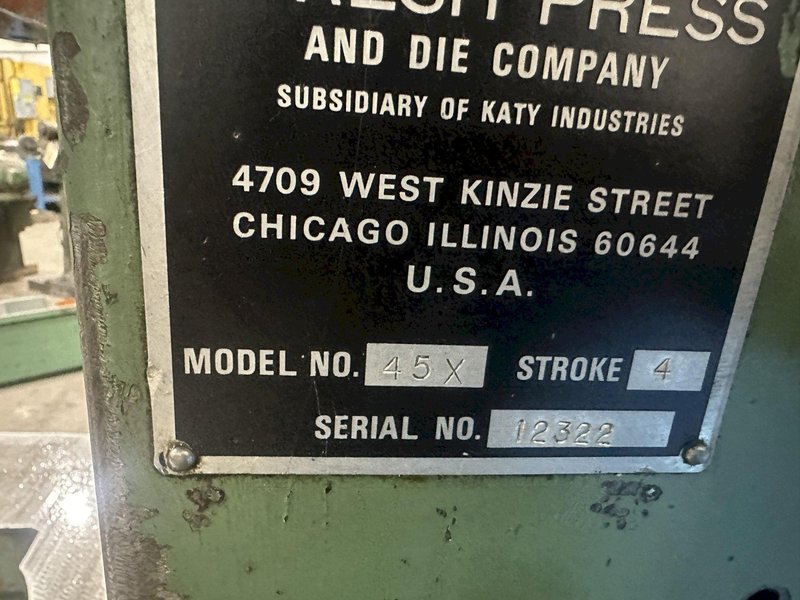 PRESS
AND DIE COMPANY
SUBSIDIARY OF KATY INDUSTRIES
4709 WEST KINZIE STREET
CHICAGO ILLINOIS 60644
U.S.A.
MODEL NO. 45X STROKE 4
SERIAL NO. 12322